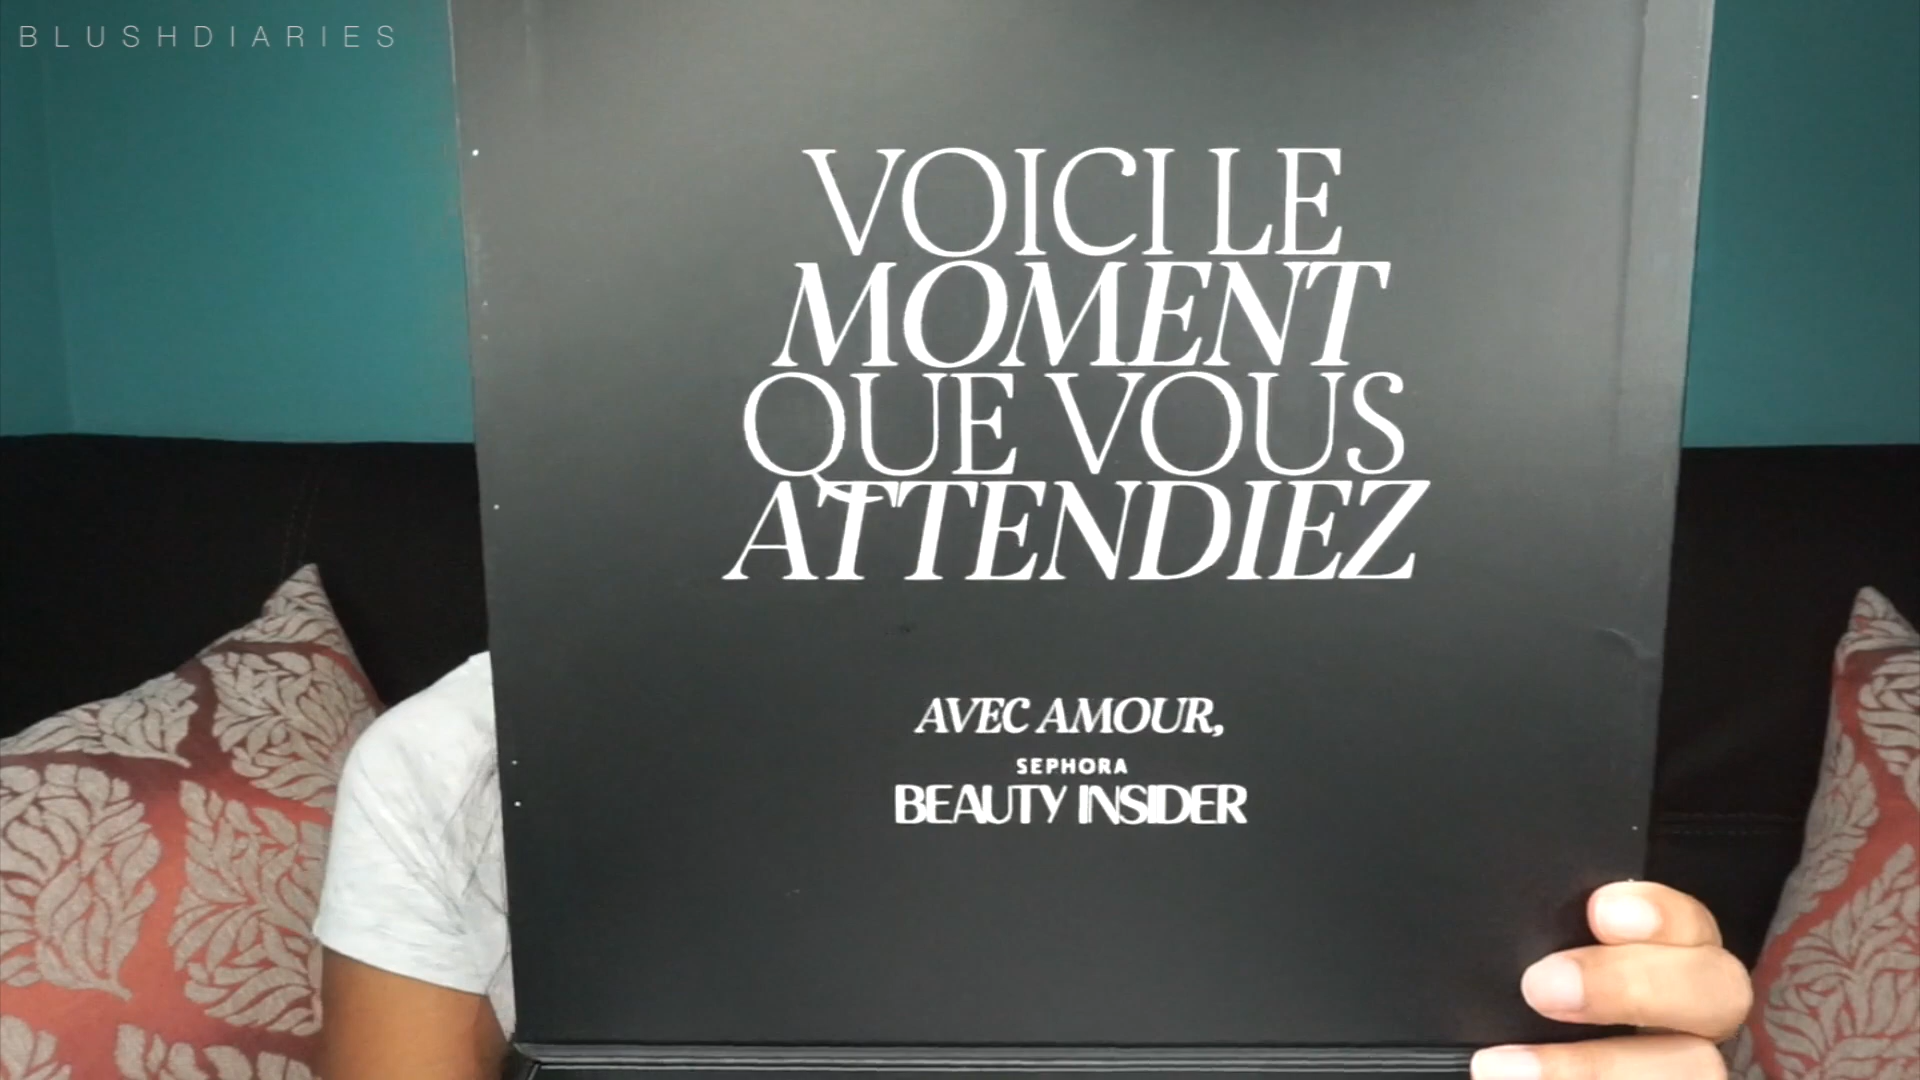 BLUSHDIARIES
VOICI LE
MOMENT
QUE VOUS
ATTENDIEZ
AVEC AMOUR,
SEPHORA
BEAUTY INSIDER